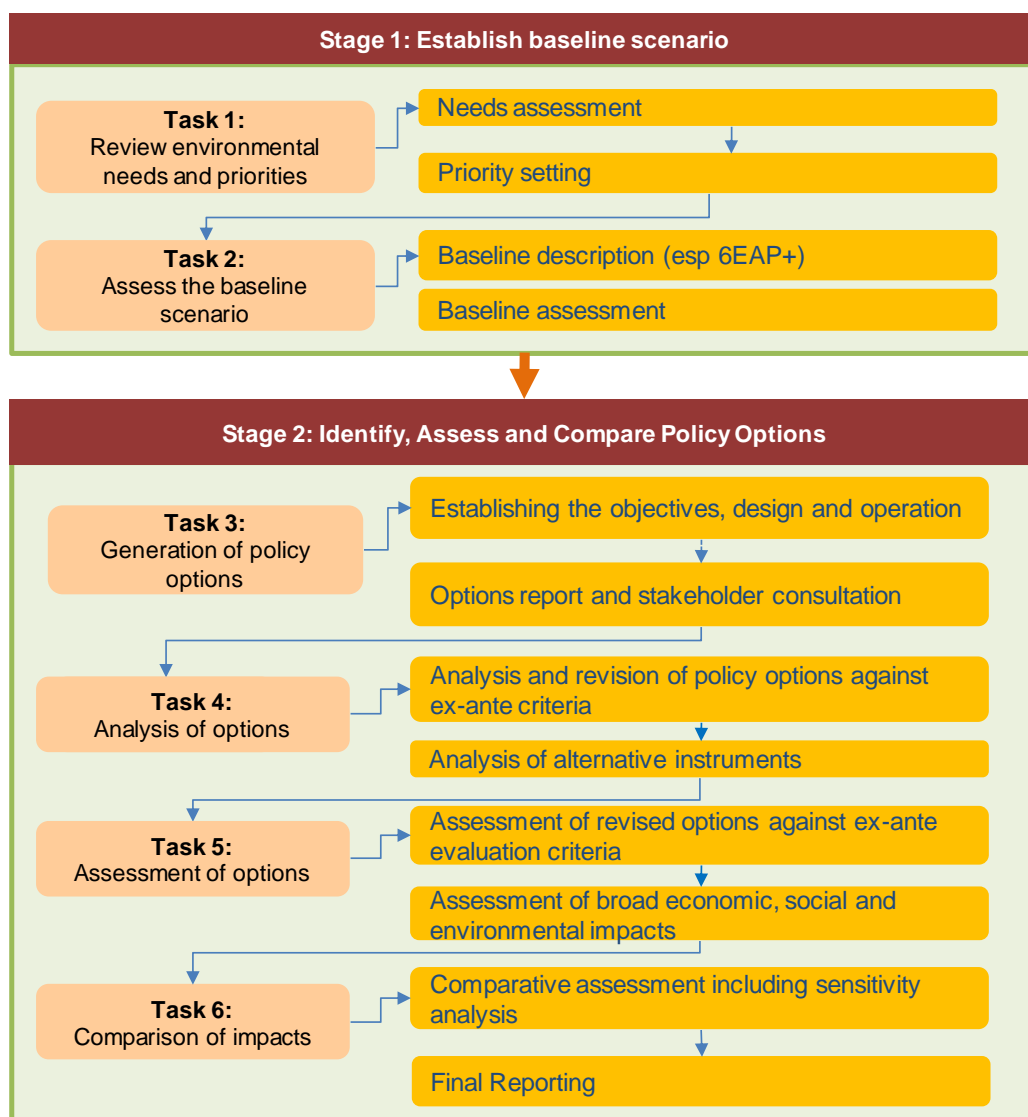 Stage 1: Establish baseline scenario
Task 1:
Review environmental
needs and priorities
Needs assessment
Priority setting
Task 2:
Assess the baseline
scenario
Baseline description (esp 6EAP+)
Baseline assessment
Stage 2: Identify, Assess and Compare Policy Options
Task 3:
Generation of policy
options
Establishing the objectives, design and operation
Options report and stakeholder consultation
Task 4:
Analysis of options
Analysis and revision of policy options against
ex-ante criteria
Analysis of alternative instruments
Task 5:
Assessment of options
Assessment of revised options against ex-ante
evaluation criteria
Assessment of broad economic, social and
environmental impacts
Task 6:
Comparison of impacts
Comparative assessment including sensitivity
analysis
Final Reporting